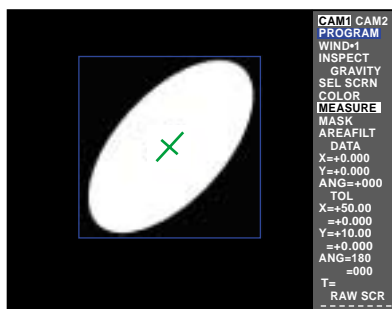 CAM1 CAM2
PROGRAM
WIND•1
INSPECT
GRAVITY
SEL SCRN
COLOR
MEASURE
MASK
AREAFILT
DATA
X=+0.000
Y=+0.000
ANG=+000
TOL
X=+50.00
=+0.000
Y=+10.00
=+0.000
ANG=180
=000
T=
RAW SCR